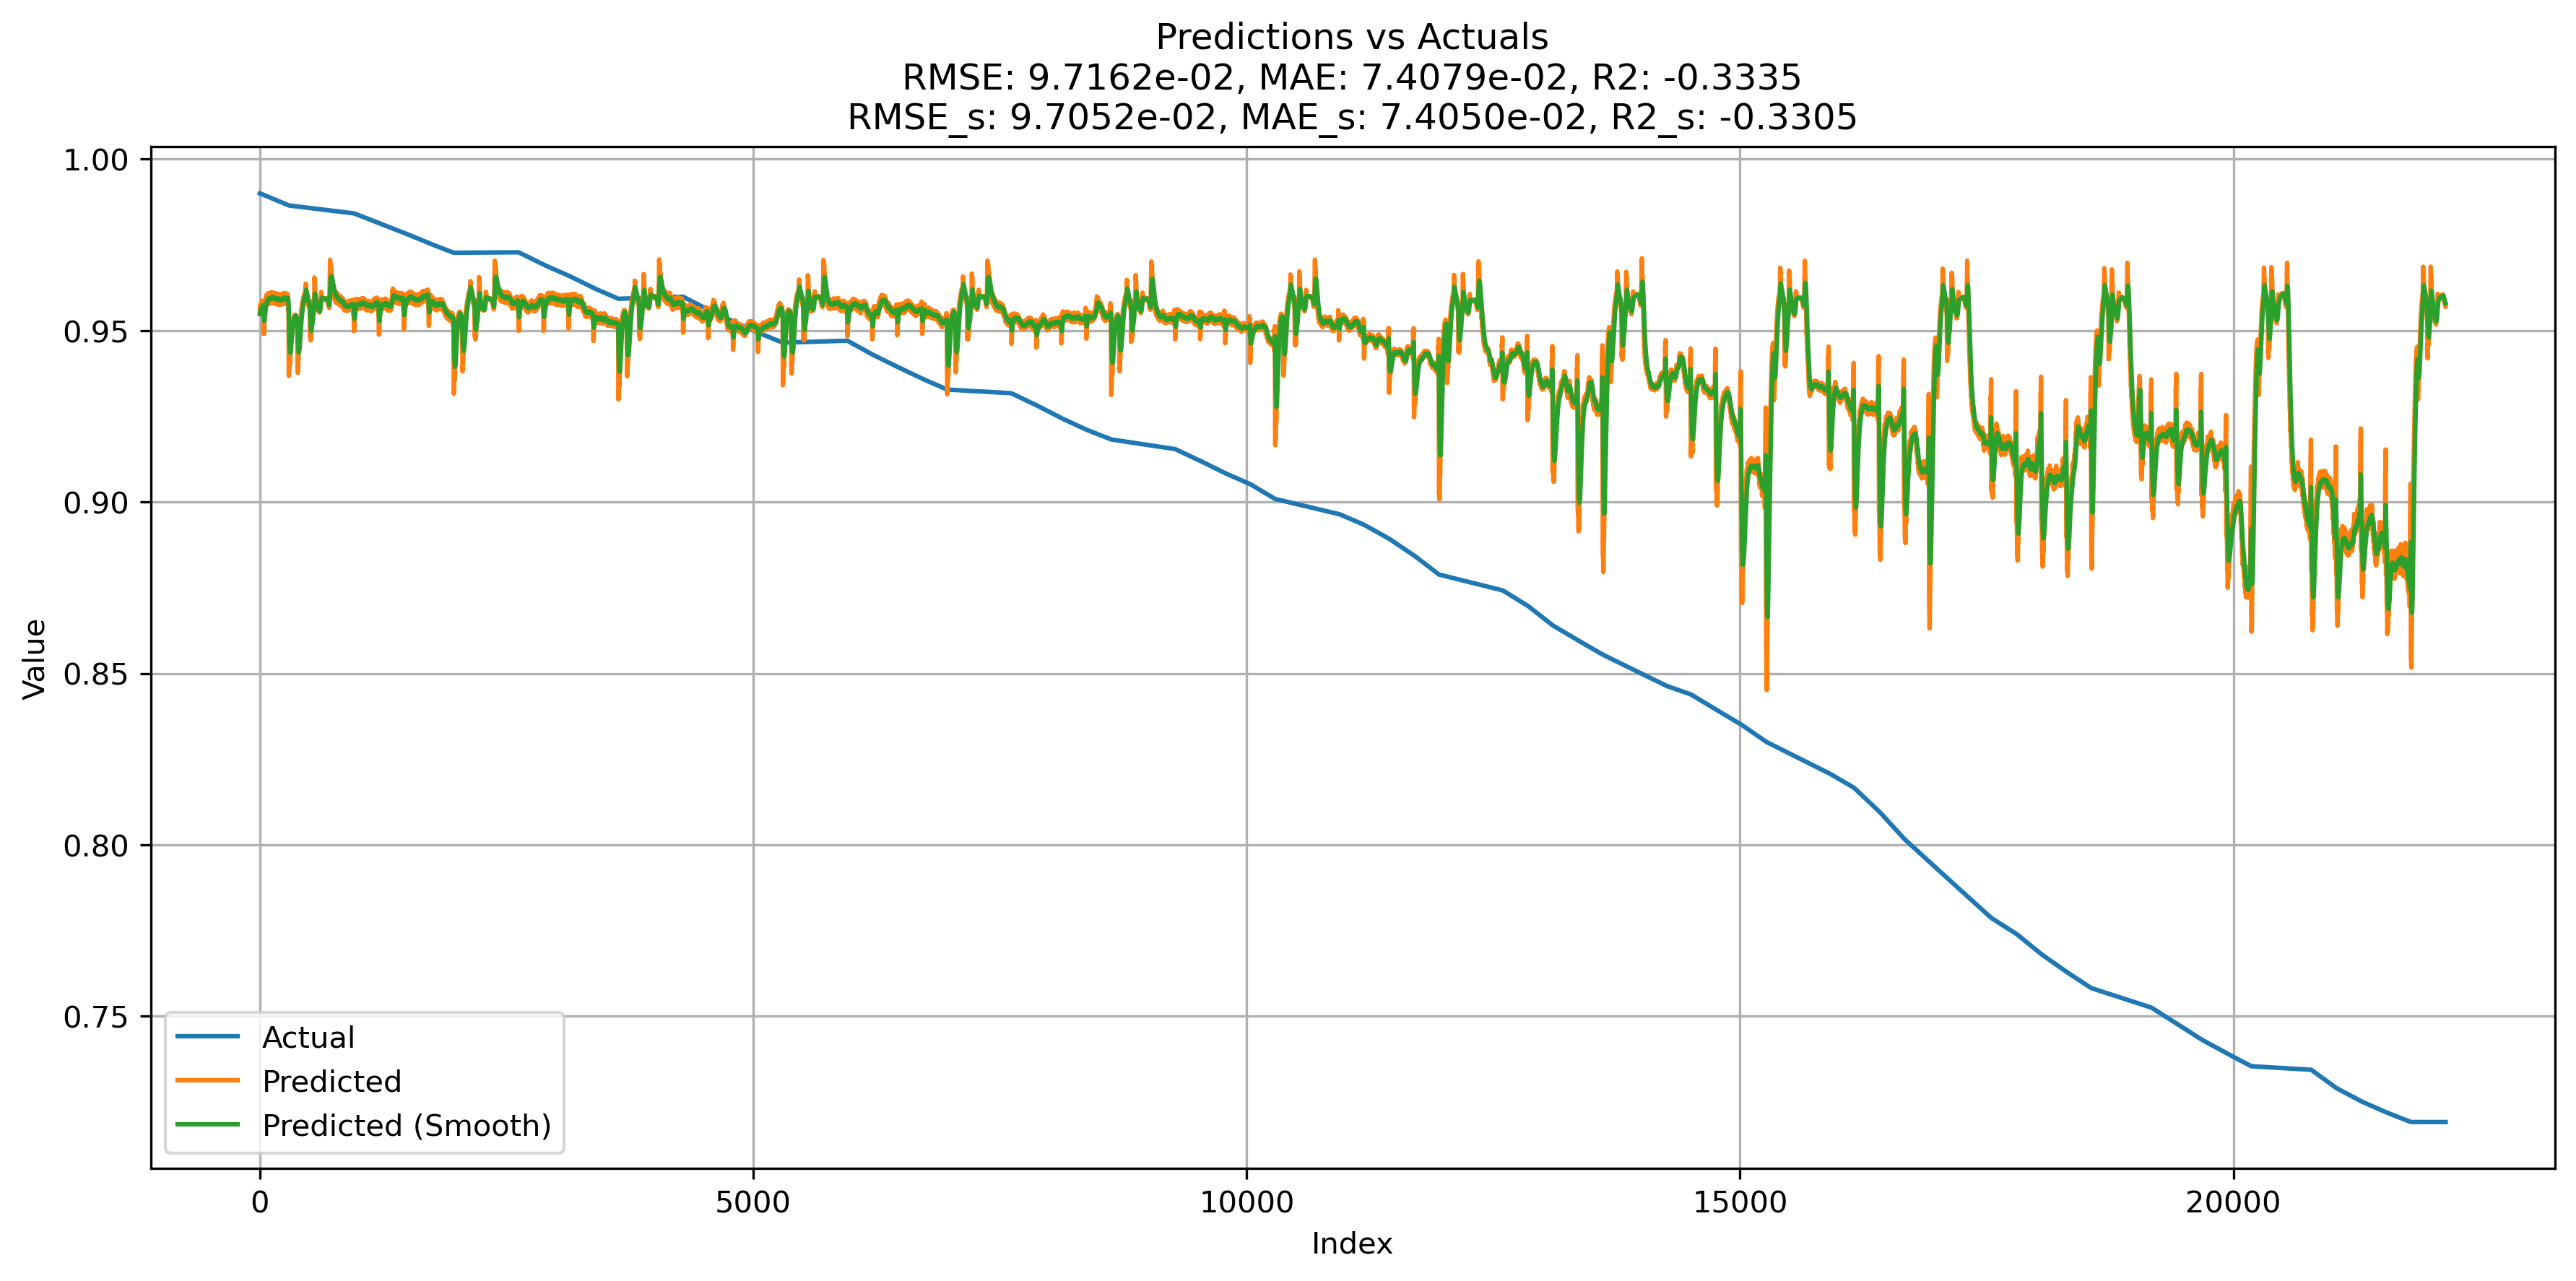 Predictions vs Actuals
RMSE: 9.7162e-02, MAE: 7.4079e-02, R2: -0.3335
RMSE_s: 9.7052e-02, MAE_s: 7.4050e-02, R2_s: -0.3305
Value
1.00
0.95
0.90
0.85
0.80
0.75
Actual
Predicted
Predicted (Smooth)
0
5000
10000
15000
20000
Index